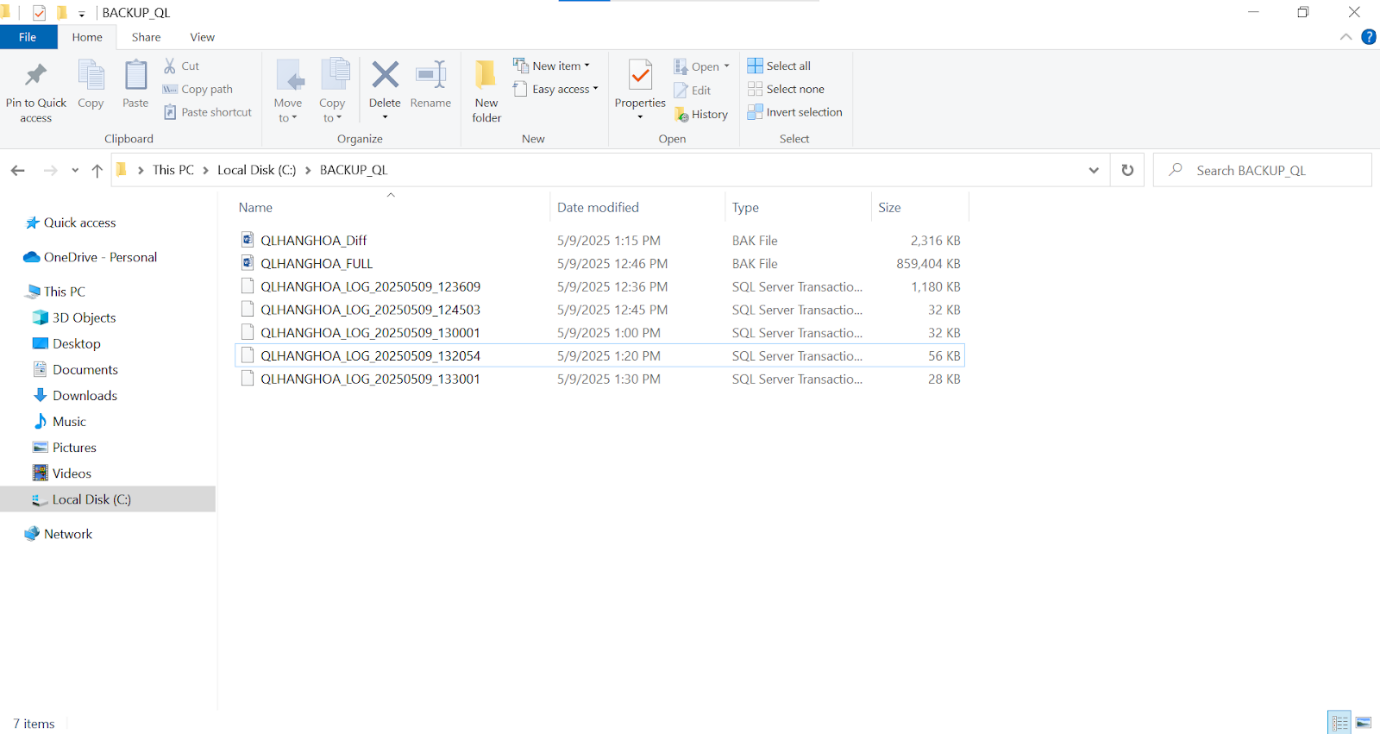 BACKUP_QL
File Home Share View
Pin to Quick access
Copy
Paste
Cut
Copy path
Paste shortcut
Clipboard
Move to
Copy to
Delete
Rename
Organize
New folder
New item
Easy access
New
Properties
Open
Edit
History
Open
Select all
Select none
Invert selection
Select
This PC > Local Disk (C:) > BACKUP_QL
Search BACKUP_QL
Quick access
OneDrive - Personal
This PC
3D Objects
Desktop
Documents
Downloads
Music
Pictures
Videos
Local Disk (C:)
Network
Name Date modified Type Size
QLHANGHOA_Diff 5/9/2025 1:15 PM BAK File 2,316 KB
QLHANGHOA_FULL 5/9/2025 12:46 PM BAK File 859,404 KB
QLHANGHOA_LOG_20250509_123609 5/9/2025 12:36 PM SQL Server Transactio... 1,180 KB
QLHANGHOA_LOG_20250509_124503 5/9/2025 12:45 PM SQL Server Transactio... 32 KB
QLHANGHOA_LOG_20250509_130001 5/9/2025 1:00 PM SQL Server Transactio... 32 KB
QLHANGHOA_LOG_20250509_132054 5/9/2025 1:20 PM SQL Server Transactio... 56 KB
QLHANGHOA_LOG_20250509_133001 5/9/2025 1:30 PM SQL Server Transactio... 28 KB
7 items